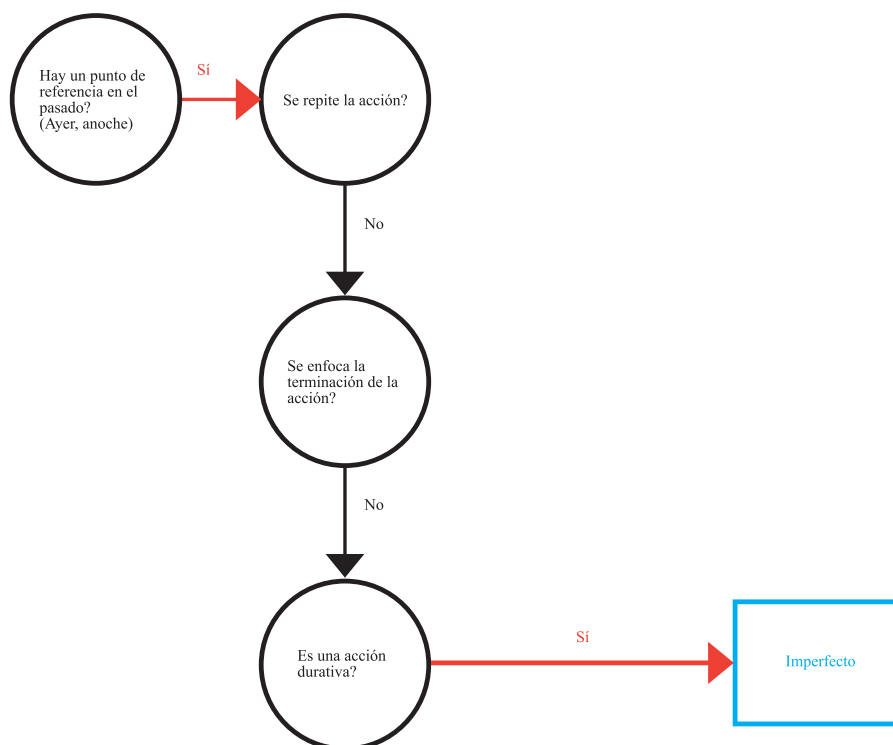 Hay un punto de
referencia en el
pasado?
(Ayer, anoche)
Sí
Se repite la acción?
No
Se enfoca la
terminación de la
acción?
No
Es una acción
durativa?
Sí
Imperfecto